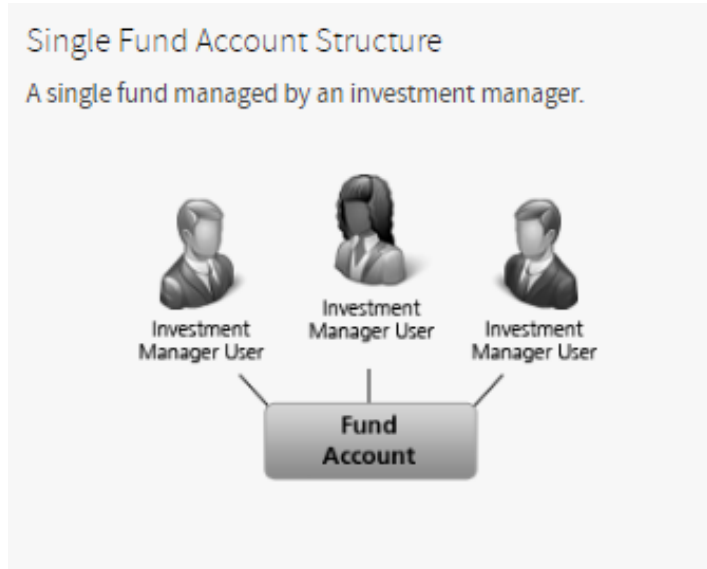 Single Fund Account Structure
A single fund managed by an investment manager.
Investment
Manager User
Investment
Manager User
Investment
Manager User
Fund
Account